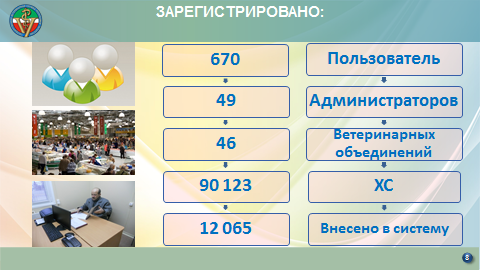 ЗАРЕГИСТРИРОВАНО:
670
Пользователь
49
Администраторов
46
Ветеринарных
объединений
90 123
ХС
12 065
Внесено в систему
8